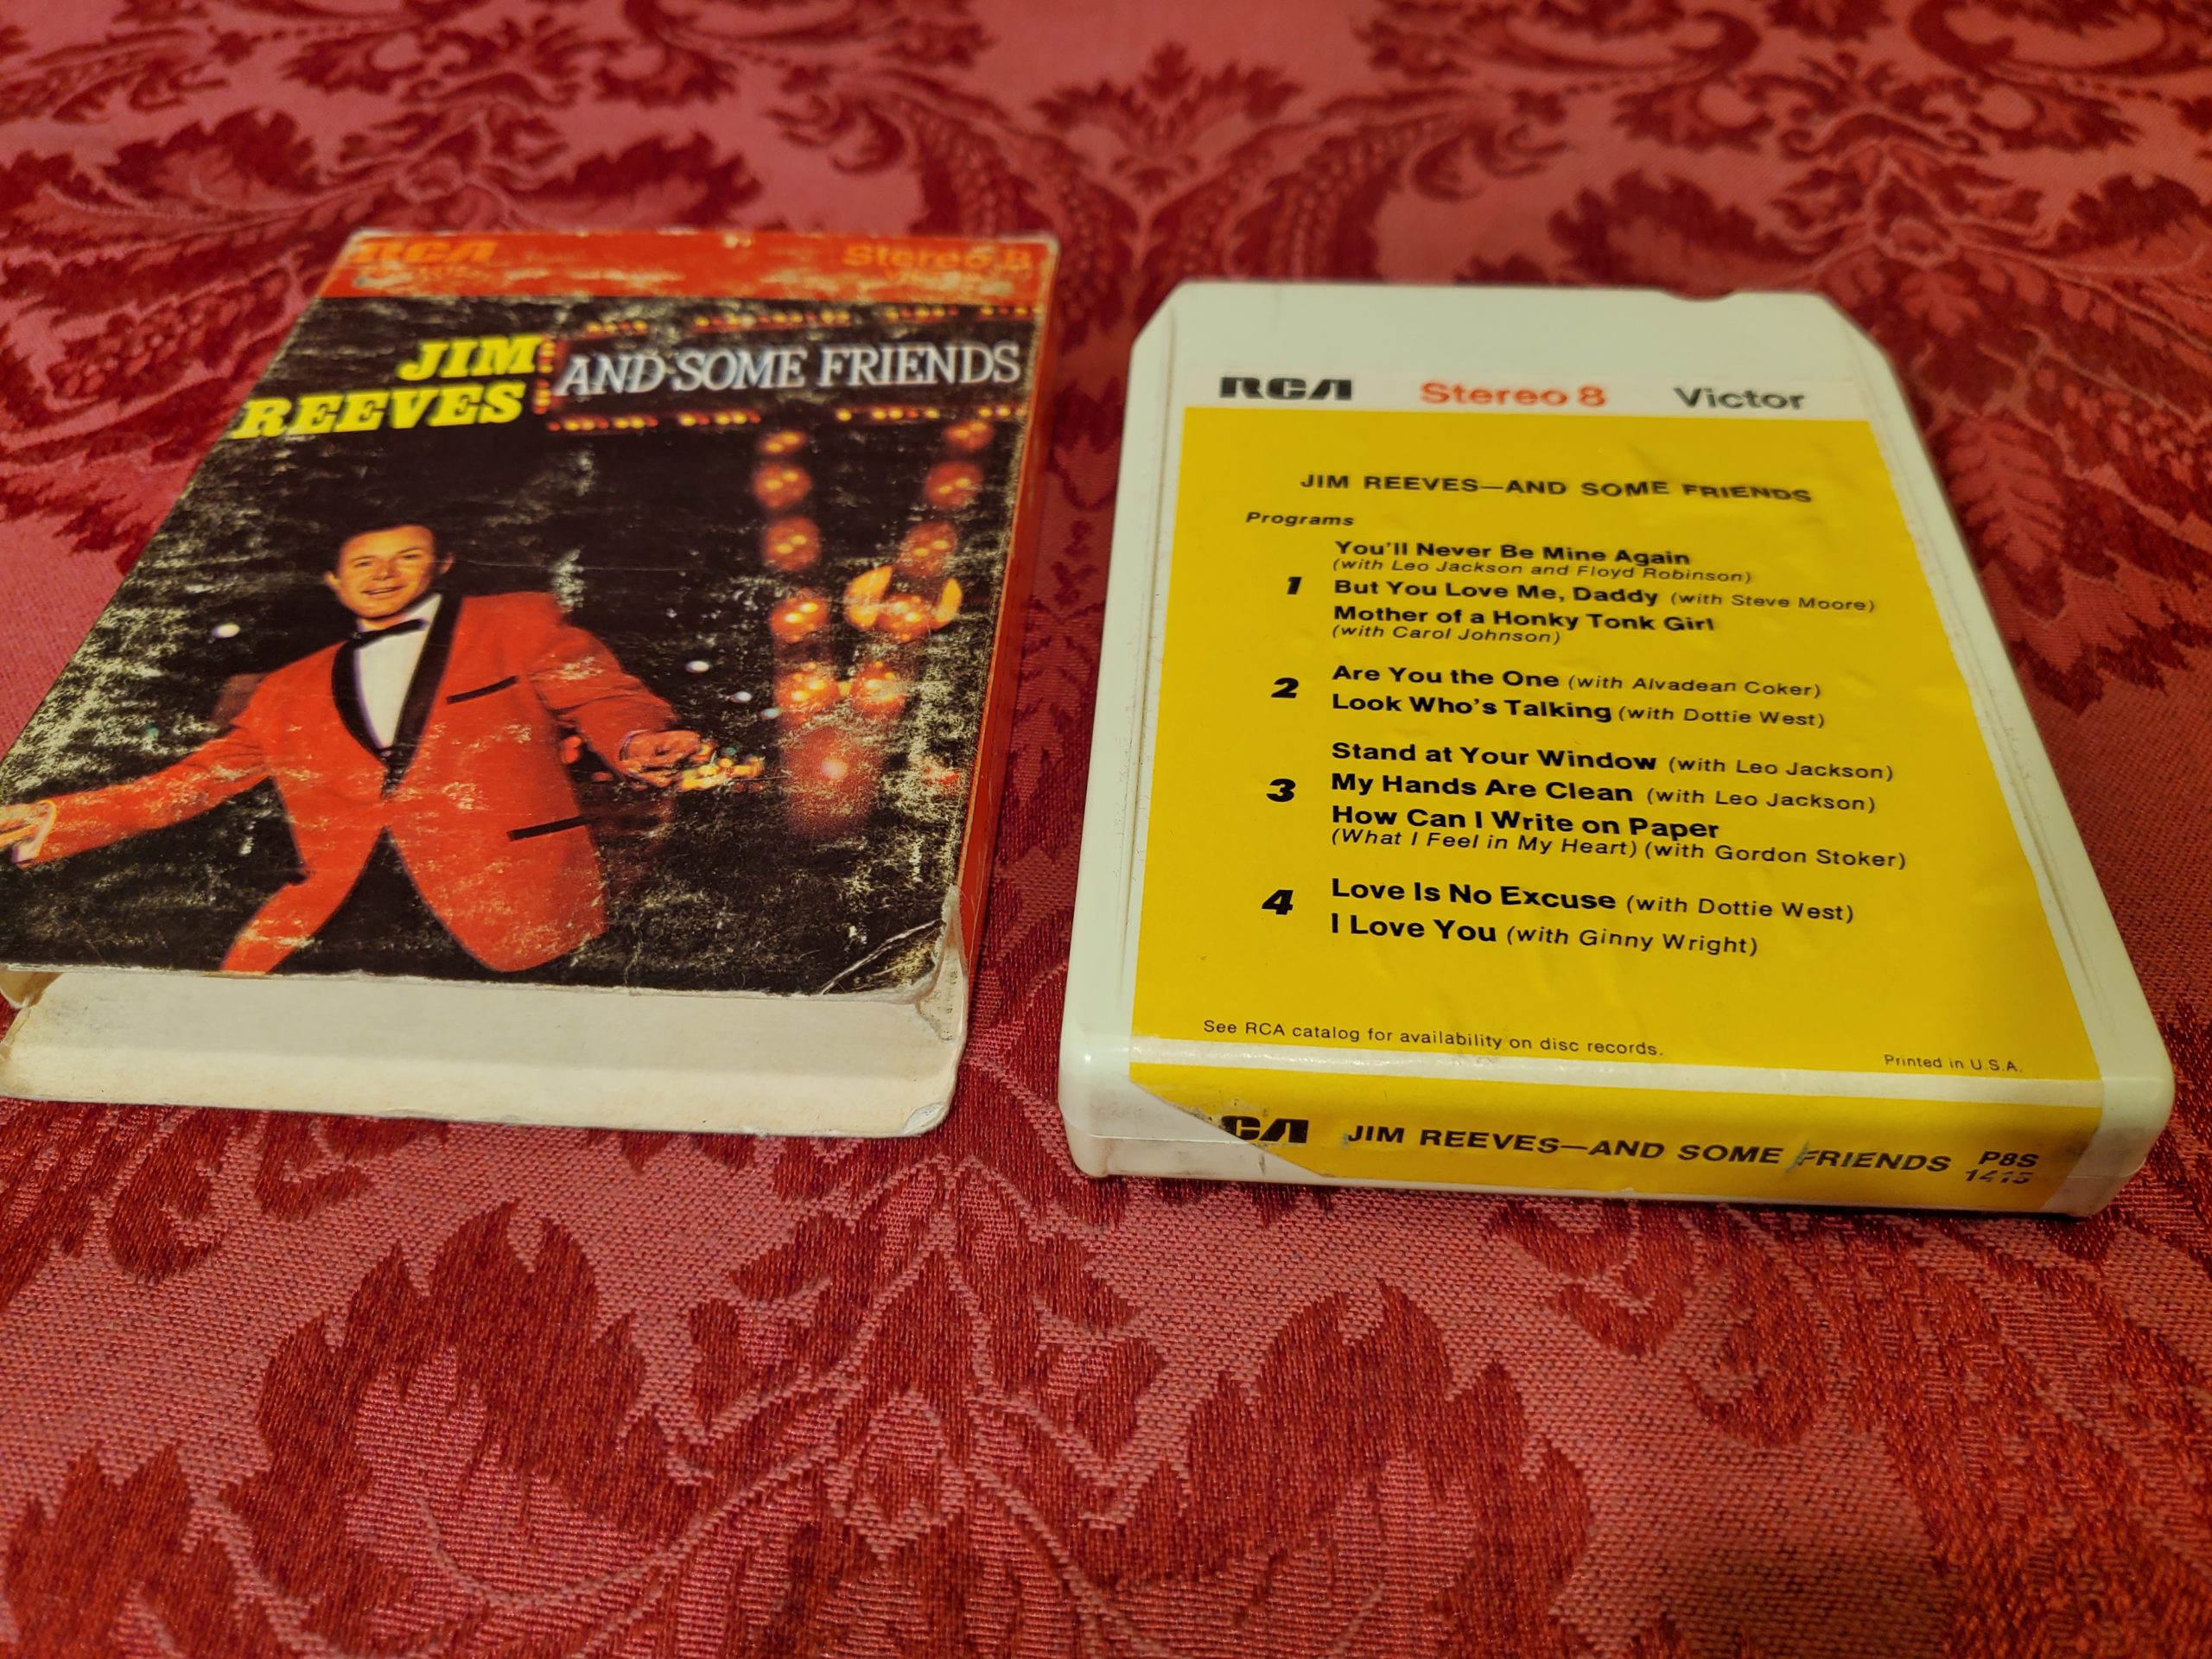 RCA Stereo 8
JIM
REEVES
AND SOME FRIENDS
RCA Stereo 8 Victor
JIM REEVES—AND SOME FRIENDS
Programs
You'll Never Be Mine Again
(with Leo Jackson and Floyd Robinson)
1 But You Love Me, Daddy (with Steve Moore)
Mother of a Honky Tonk Girl
(with Carol Johnson)
2 Are You the One (with Alvadean Coker)
Look Who's Talking (with Dottie West)
Stand at Your Window (with Leo Jackson)
3 My Hands Are Clean (with Leo Jackson)
How Can I Write on Paper
(What I Feel in My Heart) (with Gordon Stoker)
4 Love Is No Excuse (with Dottie West)
I Love You (with Ginny Wright)
See RCA catalog for availability on disc records.
Printed in U.S.A.
RCA JIM REEVES—AND SOME FRIENDS P8S